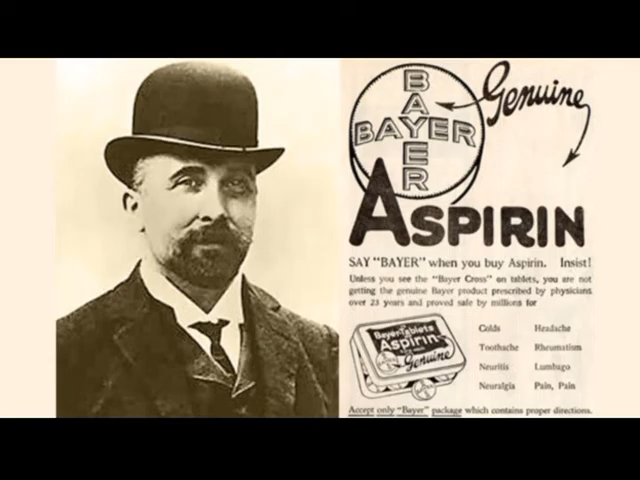 BAYER
BAYER
Genuine
ASPIRIN
SAY "BAYER" when you buy Aspirin. Insist!
Unless you see the "Bayer Cross" on tablets, you are not
getting the genuine Bayer product prescribed by physicians
over 23 years and proved safe by millions for
Bayer-Tablets
Aspirin
Genuine
Colds Headache
Toothache Rheumatism
Neuritis Lumbago
Neuralgia Pain, Pain
Accept only "Bayer" package which contains proper directions.